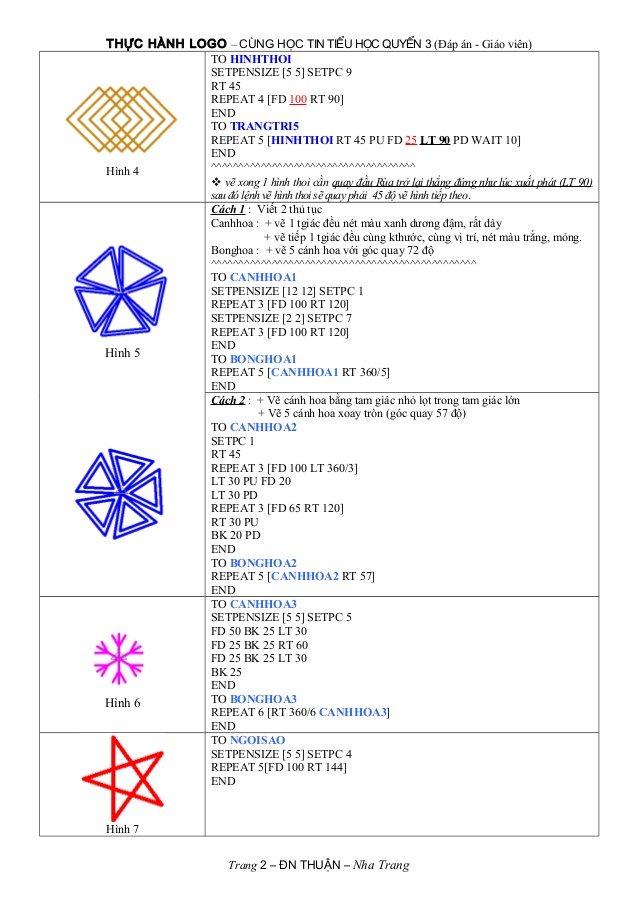 THỰC HÀNH LOGO – CÙNG HỌC TIN TIỂU HỌC QUYỂN 3 (Đáp án - Giáo viên)
Hình 4
TO HINHTHOI
SETPENSIZE [5 5] SETPC 9
RT 45
REPEAT 4 [FD 100 RT 90]
END
TO TRANGTRI5
REPEAT 5 [HINHTHOI RT 45 PU FD 25 LT 90 PD WAIT 10]
END
^^^^^^^^^^^^^^^^^^^^^^^^^^^^^^^^^^^^^
❖ vẽ xong 1 hình thoi cần quay đầu Rùa trở lại thẳng đứng như lúc xuất phát (LT 90)
sau đó lệnh vẽ hình thoi sẽ quay phải 45 độ vẽ hình tiếp theo.
Hình 5
Cách 1 : Viết 2 thủ tục
Canhhoa : + vẽ 1 tgiác đều nét màu xanh dương đậm, rất dày
+ vẽ tiếp 1 tgiác đều cùng kthước, cùng vị trí, nét màu trắng, mỏng.
Bonghoa : + vẽ 5 cánh hoa với góc quay 72 độ
^^^^^^^^^^^^^^^^^^^^^^^^^^^^^^^^^^^^^^^^^^^^^^^^
TO CANHHOA1
SETPENSIZE [12 12] SETPC 1
REPEAT 3 [FD 100 RT 120]
SETPENSIZE [2 2] SETPC 7
REPEAT 3 [FD 100 RT 120]
END
TO BONGHOA1
REPEAT 5 [CANHHOA1 RT 360/5]
END
Cách 2 : + Vẽ cánh hoa bằng tam giác nhỏ lọt trong tam giác lớn
+ Vẽ 5 cánh hoa xoay tròn (góc quay 57 độ)
TO CANHHOA2
SETPC 1
RT 45
REPEAT 3 [FD 100 LT 360/3]
LT 30 PU FD 20
LT 30 PD
REPEAT 3 [FD 65 RT 120]
RT 30 PU
BK 20 PD
END
TO BONGHOA2
REPEAT 5 [CANHHOA2 RT 57]
END
Hình 6
TO CANHHOA3
SETPENSIZE [5 5] SETPC 5
FD 50 BK 25 LT 30
FD 25 BK 25 RT 60
FD 25 BK 25 LT 30
BK 25
END
TO BONGHOA3
REPEAT 6 [RT 360/6 CANHHOA3]
END
Hình 7
TO NGOISAO
SETPENSIZE [5 5] SETPC 4
REPEAT 5[FD 100 RT 144]
END
Trang 2 – ĐN THUẬN – Nha Trang